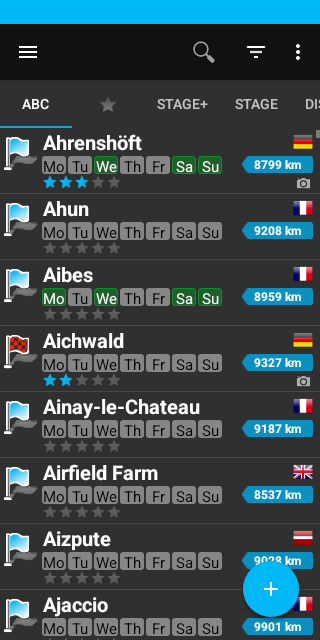 ABC STAGE+ STAGE DIS
Ahrenshöft
Mo Tu We Th Fr Sa Su 8799 km
Ahun
Mo Tu We Th Fr Sa Su 9208 km
Aibes
Mo Tu We Th Fr Sa Su 8959 km
Aichwald
Mo Tu We Th Fr Sa Su 9327 km
Ainay-le-Chateau
Mo Tu We Th Fr Sa Su 9187 km
Airfield Farm
Mo Tu We Th Fr Sa Su 8537 km
Aizpute
Mo Tu We Th Fr Sa Su 9028 km
Ajaccio
Mo Tu We Th Fr Sa Su 9901 km